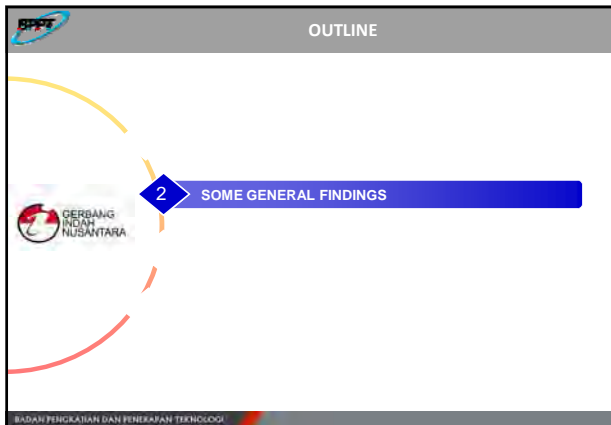 BPPT
OUTLINE
2
SOME GENERAL FINDINGS
GERBANG
INDAH
NUSANTARA
BADAN PENGKAJIAN DAN PENERAPAN TEKNOLOGI